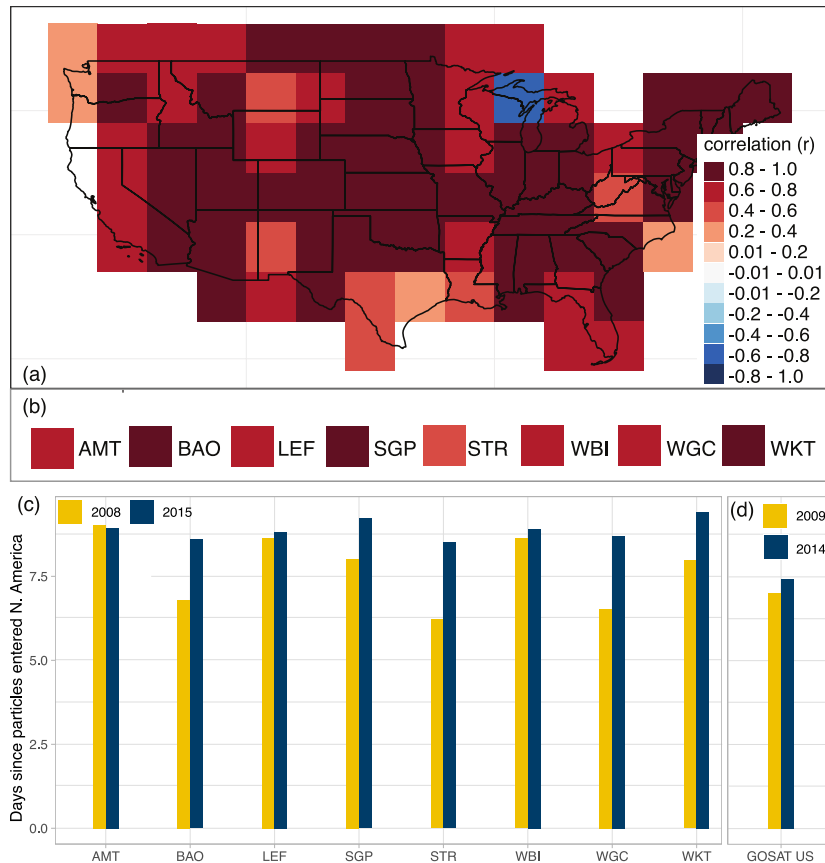 correlation (r)
0.8 - 1.0
0.6 - 0.8
0.4 - 0.6
0.2 - 0.4
0.01 - 0.2
-0.01 - 0.01
-0.01 - -0.2
-0.2 - -0.4
-0.4 - -0.6
-0.6 - -0.8
-0.8 - 1.0
(a)
(b)
AMT BAO LEF SGP STR WBI WGC WKT
(c) 2008 2015
(d) 2009
2014
Days since particles entered N. America
7.5
5.0
2.5
0.0
AMT BAO LEF SGP STR WBI WGC WKT
GOSAT US